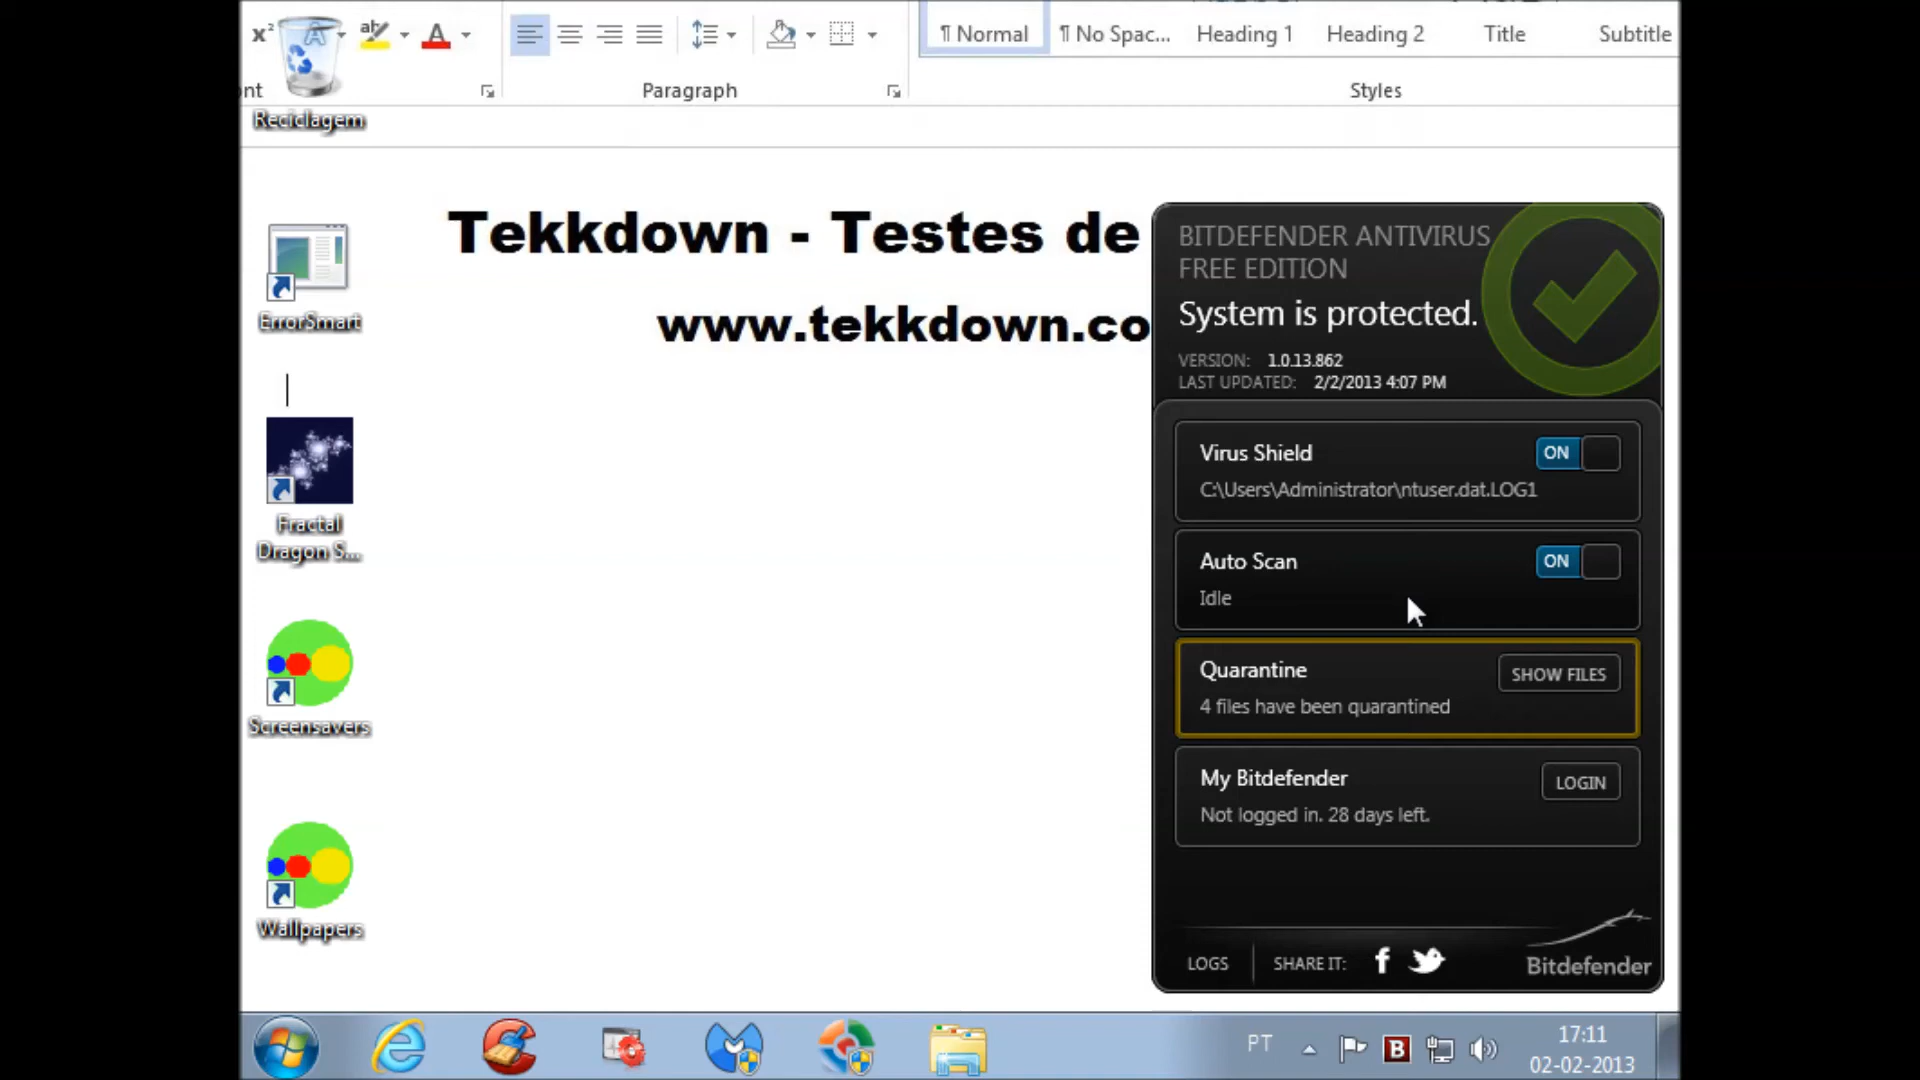 x²
A
ab
A
¶ Normal
¶ No Spac...
Heading 1
Heading 2
Title
Subtitle
nt
Paragraph
Styles
Reciclagem
ErrorSmart
Fractal
Dragon S...
Screensavers
Wallpapers
Tekkdown - Testes de
www.tekkdown.co
BITDEFENDER ANTIVIRUS
FREE EDITION
System is protected.
VERSION: 1.0.13.862
LAST UPDATED: 2/2/2013 4:07 PM
Virus Shield
ON
C:\Users\Administrator\ntuser.dat.LOG1
Auto Scan
ON
Idle
Quarantine
SHOW FILES
4 files have been quarantined
My Bitdefender
LOGIN
Not logged in. 28 days left.
LOGS
SHARE IT:
f
Bitdefender
PT
B
17:11
02-02-2013